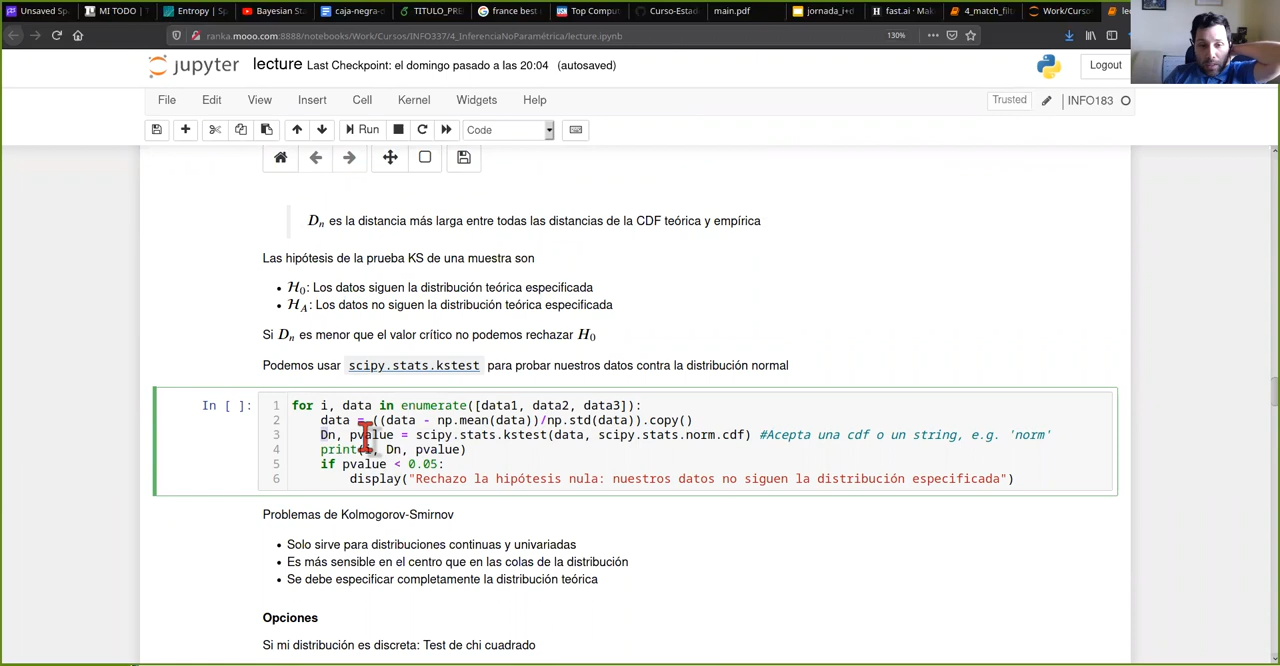 Unsaved Sp
MI TODO | T
Entropy | Sp
Bayesian Sta
caja-negra-d
TITULO_PRE
france best
Top Comput
Curso-Estad
main.pdf
jornada_i+d
fast.ai · Mak
4_match_filt
Work/Curso
lec
ranka.mooo.com:8888/notebooks/Work/Cursos/INFO337/4_InferenciaNoParamétrica/lecture.ipynb
130%
jupyter lecture Last Checkpoint: el domingo pasado a las 20:04 (autosaved)
Logout
File Edit View Insert Cell Kernel Widgets Help
Trusted
INFO183
Run
Code
Dn es la distancia más larga entre todas las distancias de la CDF teórica y empírica
Las hipótesis de la prueba KS de una muestra son
• H0: Los datos siguen la distribución teórica especificada
• HA: Los datos no siguen la distribución teórica especificada
Si Dn es menor que el valor crítico no podemos rechazar H0
Podemos usar scipy.stats.kstest para probar nuestros datos contra la distribución normal
In [ ]:
1 for i, data in enumerate([data1, data2, data3]):
2 data = ((data - np.mean(data))/np.std(data)).copy()
3 Dn, pvalue = scipy.stats.kstest(data, scipy.stats.norm.cdf) #Acepta una cdf o un string, e.g. 'norm'
4 print(i, Dn, pvalue)
5 if pvalue < 0.05:
6 display("Rechazo la hipótesis nula: nuestros datos no siguen la distribución especificada")
Problemas de Kolmogorov-Smirnov
• Solo sirve para distribuciones continuas y univariadas
• Es más sensible en el centro que en las colas de la distribución
• Se debe especificar completamente la distribución teórica
Opciones
Si mi distribución es discreta: Test de chi cuadrado